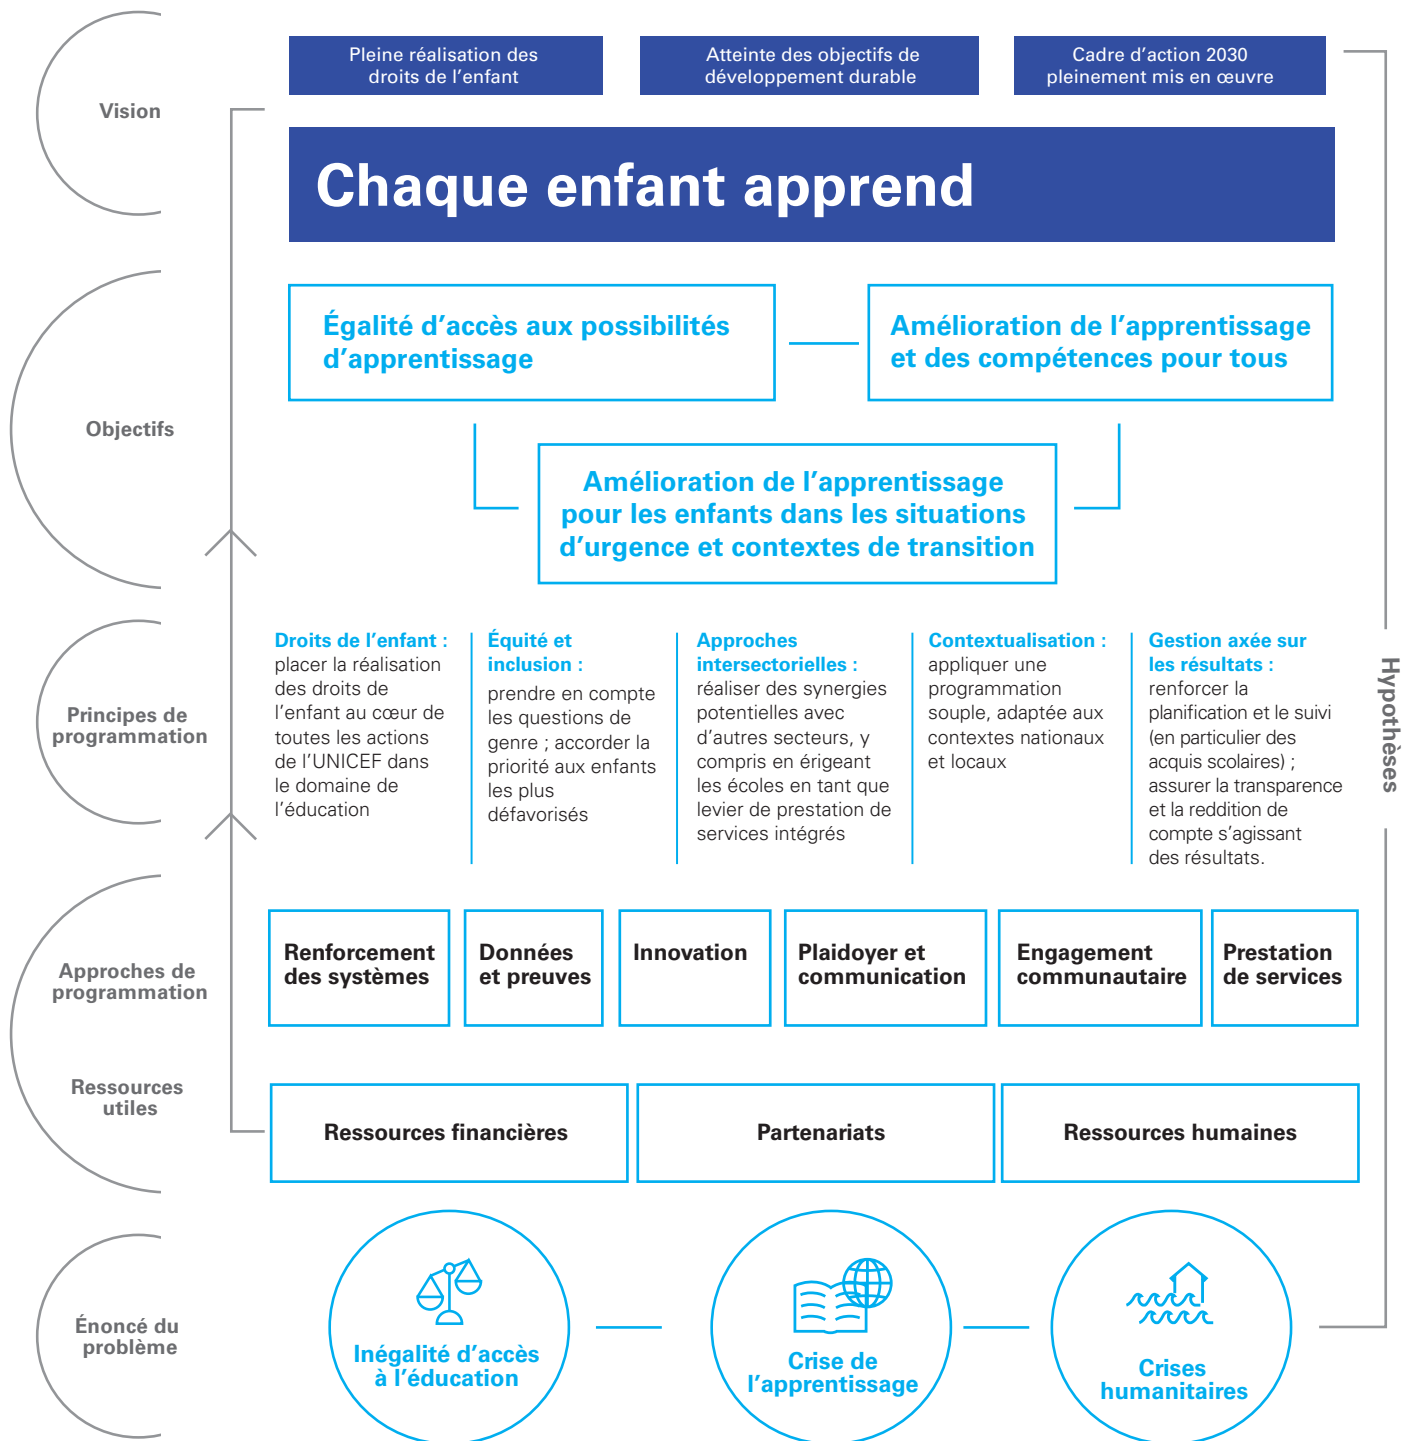 Vision
Pleine réalisation des
droits de l’enfant
Atteinte des objectifs de
développement durable
Cadre d’action 2030
pleinement mis en œuvre
Chaque enfant apprend
Objectifs
Égalité d’accès aux possibilités
d’apprentissage
Amélioration de l’apprentissage
et des compétences pour tous
Amélioration de l’apprentissage
pour les enfants dans les situations
d’urgence et contextes de transition
Principes de
programmation
Droits de l’enfant :
placer la réalisation
des droits de
l’enfant au cœur de
toutes les actions
de l’UNICEF dans
le domaine de
l’éducation
Équité et
inclusion :
prendre en compte
les questions de
genre ; accorder la
priorité aux enfants
les plus
défavorisés
Approches
intersectorielles :
réaliser des synergies
potentielles avec
d’autres secteurs, y
compris en érigeant
les écoles en tant que
levier de prestation de
services intégrés
Contextualisation :
appliquer une
programmation
souple, adaptée aux
contextes nationaux
et locaux
Gestion axée sur
les résultats :
renforcer la
planification et le suivi
(en particulier des
acquis scolaires) ;
assurer la transparence
et la reddition de
compte s’agissant
des résultats.
Hypothèses
Approches de
programmation
Renforcement
des systèmes
Données
et preuves
Innovation
Plaidoyer et
communication
Engagement
communautaire
Prestation
de services
Ressources
utiles
Ressources financières
Partenariats
Ressources humaines
Énoncé du
problème
Inégalité d’accès
à l’éducation
Crise de
l’apprentissage
Crises
humanitaires